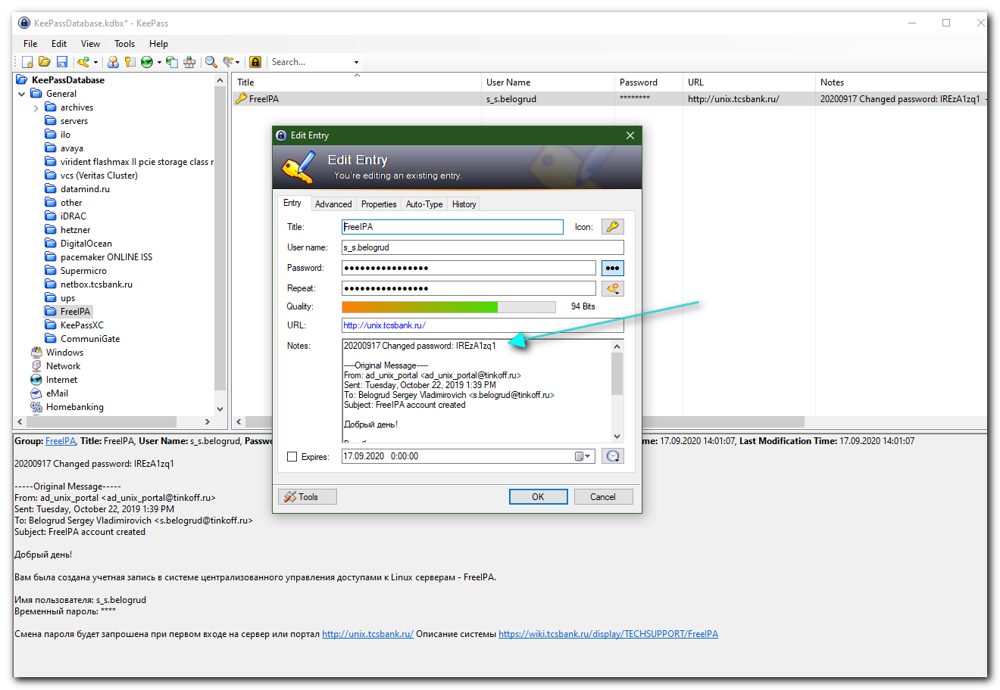 KeePassDatabase.kdbx* - KeePass
File Edit View Tools Help
Search...
KeePassDatabase
General
archives
servers
ilo
avaya
virident flashmax II pcie storage class r
vcs (Veritas Cluster)
datamind.ru
other
iDRAC
hetzner
DigitalOcean
pacemaker ONLINE ISS
Supermicro
netbox.tcsbank.ru
ups
FreeIPA
KeePassXC
CommuniGate
Windows
Network
Internet
eMail
Homebanking
Title User Name Password URL Notes
FreeIPA s_s.belogrud ******** http://unix.tcsbank.ru/ 20200917 Changed password: IREzA1zq1 -
Edit Entry
Edit Entry
You're editing an existing entry.
Entry Advanced Properties Auto-Type History
Title: FreeIPA Icon:
User name: s_s.belogrud
Password: ●●●●●●●●●●●●●●●●
Repeat: ●●●●●●●●●●●●●●●●
Quality: 94 Bits
URL: http://unix.tcsbank.ru/
Notes: 20200917 Changed password: IREzA1zq1
-----Original Message-----
From: ad_unix_portal <ad_unix_portal@tinkoff.ru>
Sent: Tuesday, October 22, 2019 1:39 PM
To: Belogrud Sergey Vladimirovich <s.belogrud@tinkoff.ru>
Subject: FreeIPA account created
Добрый день!
Expires: 17.09.2020 0:00:00
Tools OK Cancel
Group: FreeIPA, Title: FreeIPA, User Name: s_s.belogrud, Passwo me: 17.09.2020 14:01:07, Last Modification Time: 17.09.2020 14:01:07
20200917 Changed password: IREzA1zq1
-----Original Message-----
From: ad_unix_portal <ad_unix_portal@tinkoff.ru>
Sent: Tuesday, October 22, 2019 1:39 PM
To: Belogrud Sergey Vladimirovich <s.belogrud@tinkoff.ru>
Subject: FreeIPA account created
Добрый день!
Вам была создана учетная запись в системе централизованного управления доступами к Linux серверам - FreeIPA.
Имя пользователя: s_s.belogrud
Временный пароль: ****
Смена пароля будет запрошена при первом входе на сервер или портал http://unix.tcsbank.ru/ Описание системы https://wiki.tcsbank.ru/display/TECHSUPPORT/FreeIPA